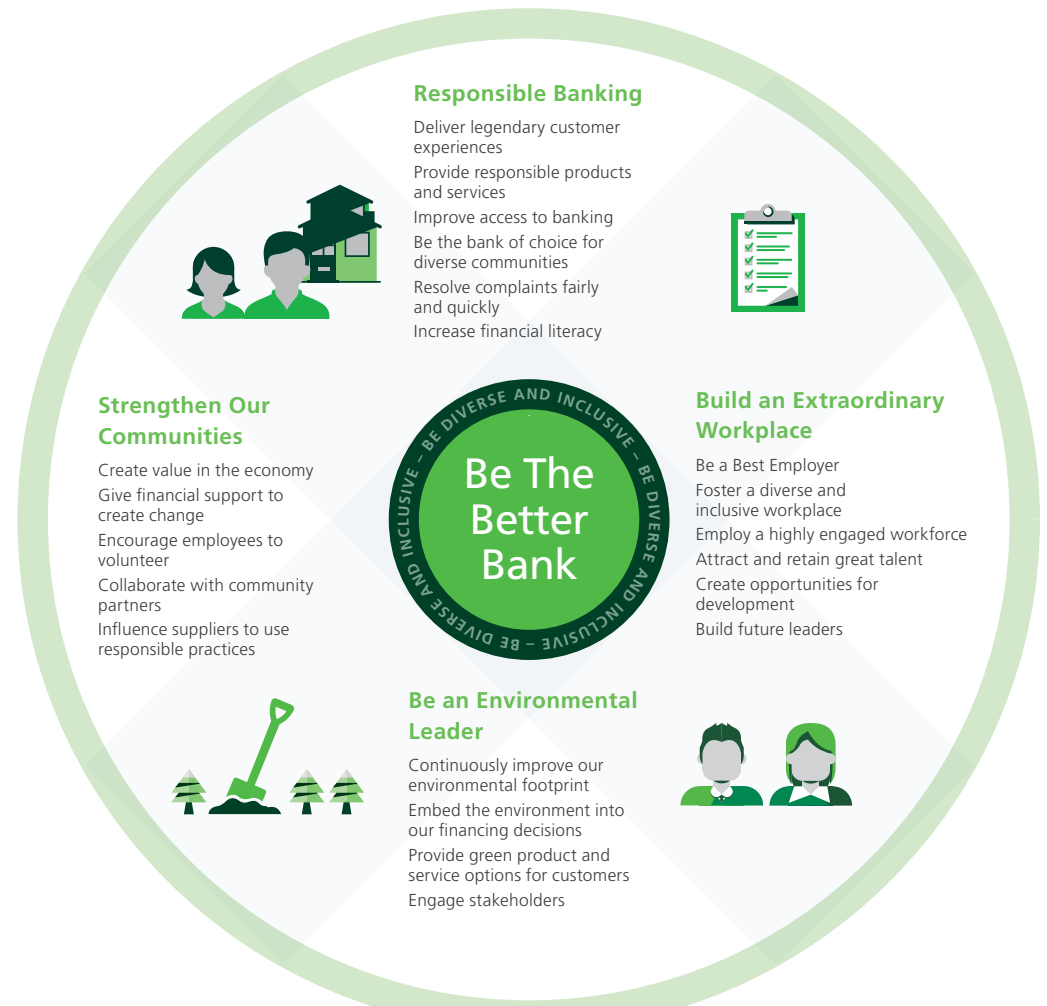 Responsible Banking
Deliver legendary customer
experiences
Provide responsible products
and services
Improve access to banking
Be the bank of choice for
diverse communities
Resolve complaints fairly
and quickly
Increase financial literacy
Strengthen Our
Communities
Create value in the economy
Give financial support to
create change
Encourage employees to
volunteer
Collaborate with community
partners
Influence suppliers to use
responsible practices
BE DIVERSE AND INCLUSIVE – BE DIVERSE AND INCLUSIVE – BE DIVERSE AND INCLUSIVE –
Be The
Better
Bank
Build an Extraordinary
Workplace
Be a Best Employer
Foster a diverse and
inclusive workplace
Employ a highly engaged workforce
Attract and retain great talent
Create opportunities for
development
Build future leaders
Be an Environmental
Leader
Continuously improve our
environmental footprint
Embed the environment into
our financing decisions
Provide green product and
service options for customers
Engage stakeholders